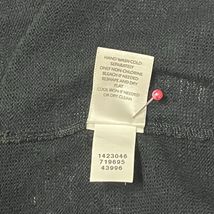 HAND WASH COLD
SEPARATELY
ONLY NON-CHLORINE
BLEACH IF NEEDED
RESHAPE AND DRY
FLAT
COOL IRON IF NEEDED
OR DRY CLEAN
1423046
719695
43996